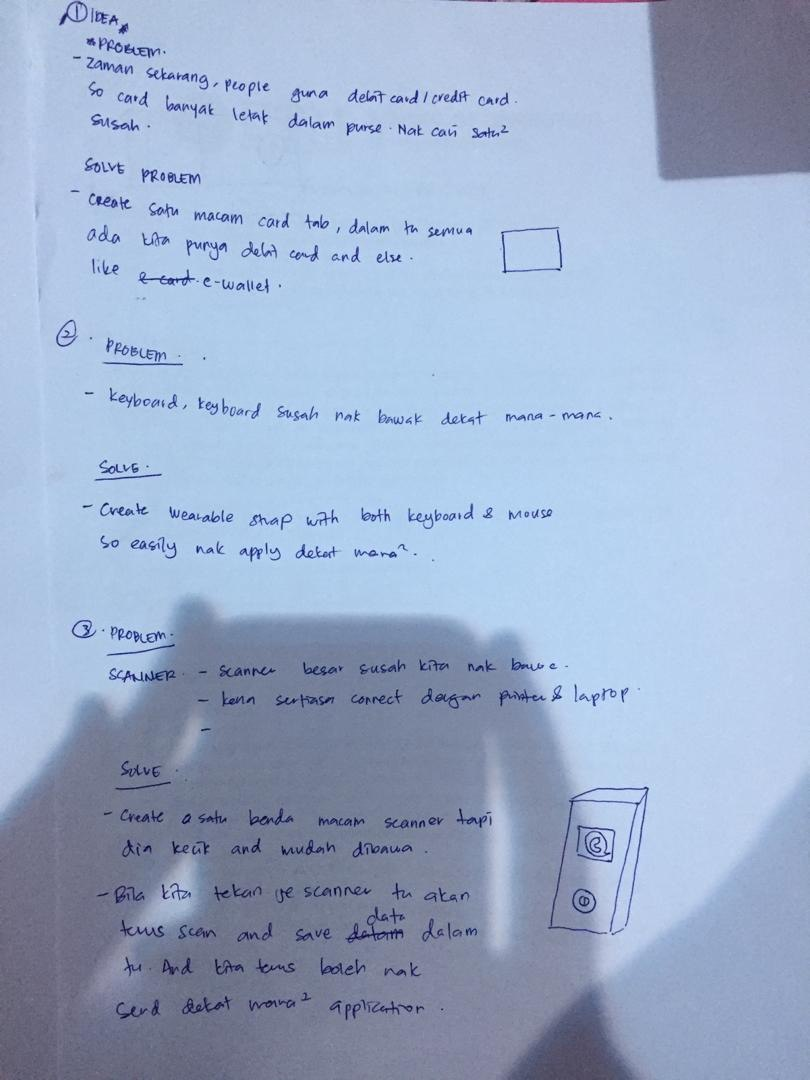 ① IDEA *
*PROBLEM.
- Zaman sekarang, people guna debit card / credit card.
So card banyak letak dalam purse. Nak cari satu²
susah.
SOLVE PROBLEM
- create satu macam card tab, dalam tu semua
ada kita punya debit card and else.
like e-card. e-wallet.
②. PROBLEM.
- keyboard, keyboard susah nak bawak dekat mana-mana.
SOLVE.
- Create wearable strap with both keyboard & mouse
so easily nak apply dekat mana².
③. PROBLEM.
SCANNER. - scanner besar susah kita nak bawa.
- kena sentiasa connect dengan printer & laptop.
-
SOLVE.
- Create a satu benda macam scanner tapi
dia kecik and mudah dibawa.
- Bila kita tekan je scanner tu akan
terus scan and save dalam data dalam
tu. And kita terus boleh nak
send dekat mana² application.
②
①